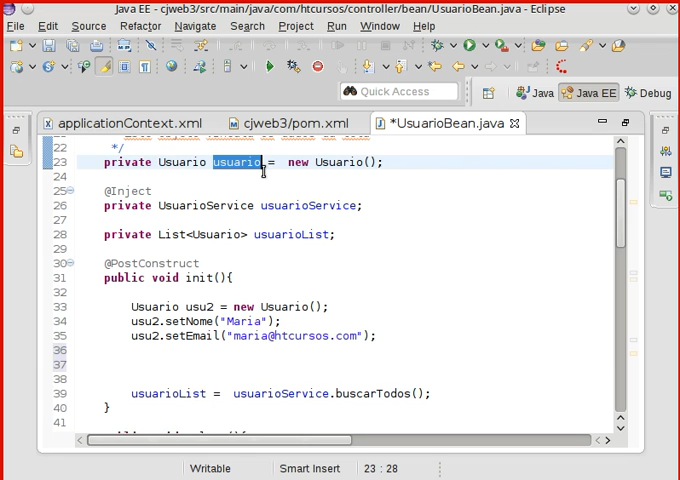 Java EE - cjweb3/src/main/java/com/htcursos/controller/bean/UsuarioBean.java - Eclipse
File Edit Source Refactor Navigate Search Project Run Window Help
Quick Access Java Java EE Debug
applicationContext.xml cjweb3/pom.xml *UsuarioBean.java
22 */
23 private Usuario usuario = new Usuario();
24
25 @Inject
26 private UsuarioService usuarioService;
27
28 private List<Usuario> usuarioList;
29
30 @PostConstruct
31 public void init(){
32
33 Usuario usu2 = new Usuario();
34 usu2.setNome("Maria");
35 usu2.setEmail("maria@htcursos.com");
36
37
38
39 usuarioList = usuarioService.buscarTodos();
40 }
41
Writable Smart Insert 23 : 28